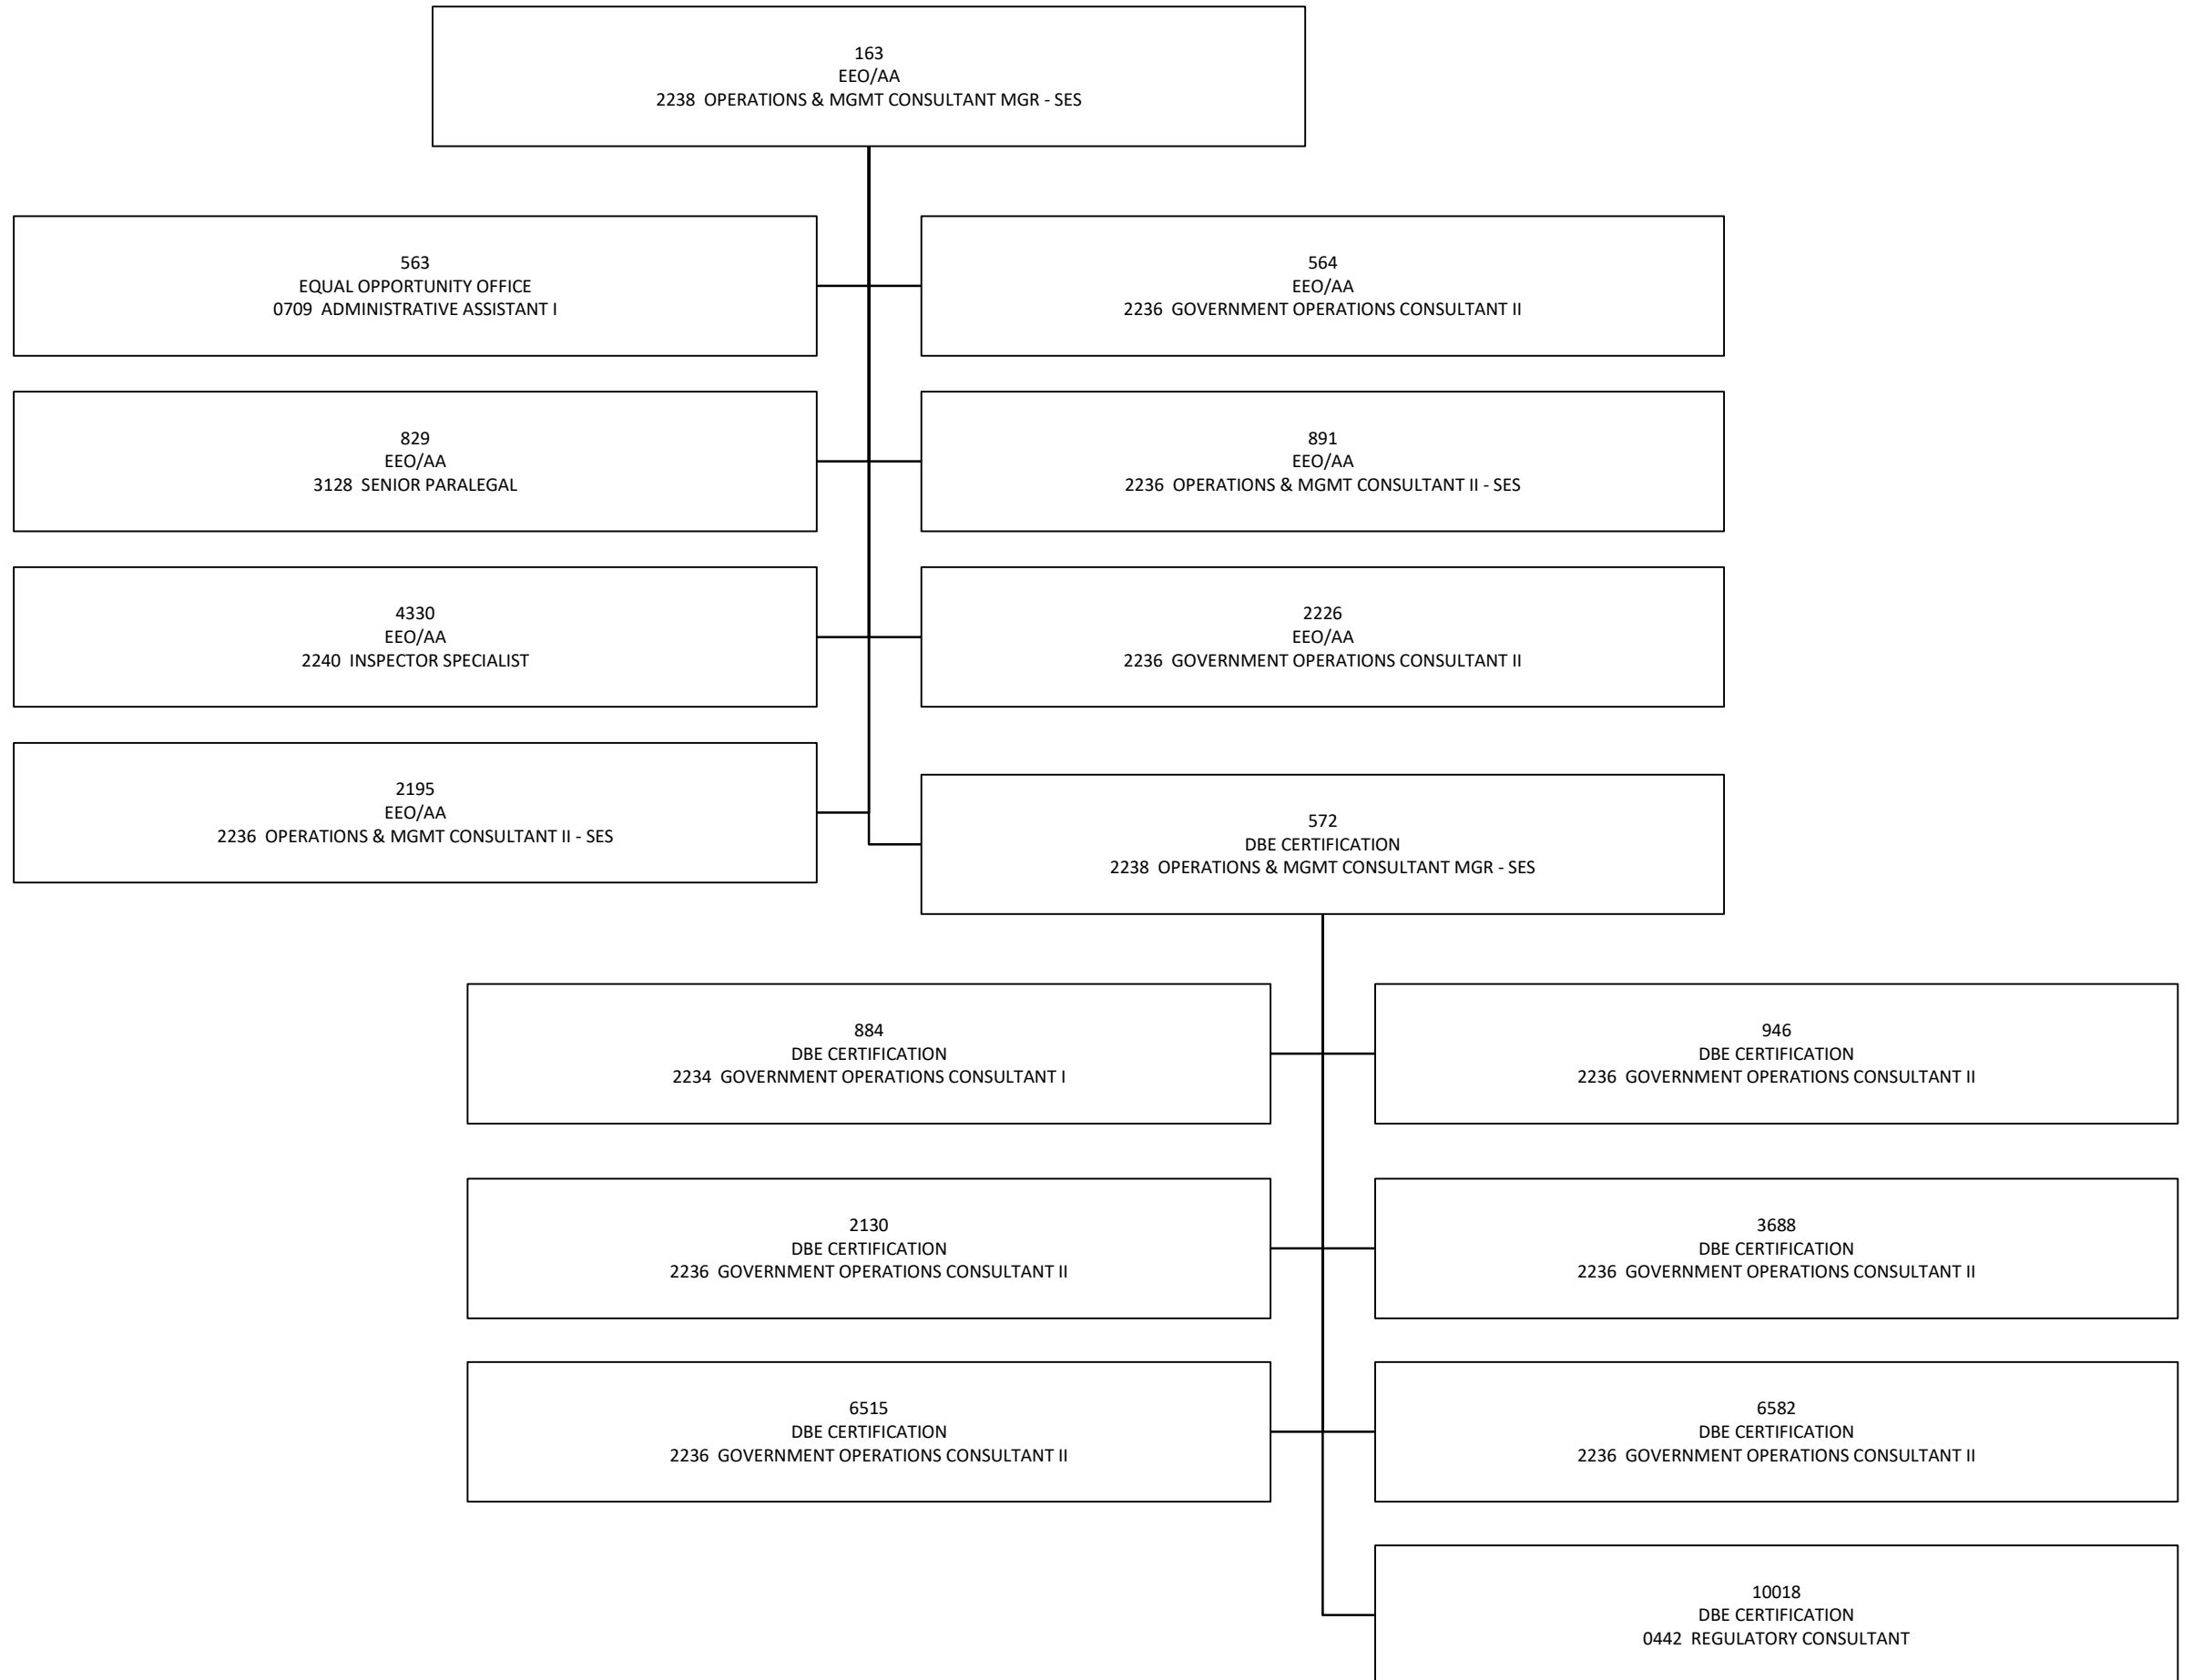 163
EEO/AA
2238 OPERATIONS & MGMT CONSULTANT MGR - SES
563
EQUAL OPPORTUNITY OFFICE
0709 ADMINISTRATIVE ASSISTANT I
564
EEO/AA
2236 GOVERNMENT OPERATIONS CONSULTANT II
829
EEO/AA
3128 SENIOR PARALEGAL
891
EEO/AA
2236 OPERATIONS & MGMT CONSULTANT II - SES
4330
EEO/AA
2240 INSPECTOR SPECIALIST
2226
EEO/AA
2236 GOVERNMENT OPERATIONS CONSULTANT II
2195
EEO/AA
2236 OPERATIONS & MGMT CONSULTANT II - SES
572
DBE CERTIFICATION
2238 OPERATIONS & MGMT CONSULTANT MGR - SES
884
DBE CERTIFICATION
2234 GOVERNMENT OPERATIONS CONSULTANT I
946
DBE CERTIFICATION
2236 GOVERNMENT OPERATIONS CONSULTANT II
2130
DBE CERTIFICATION
2236 GOVERNMENT OPERATIONS CONSULTANT II
3688
DBE CERTIFICATION
2236 GOVERNMENT OPERATIONS CONSULTANT II
6515
DBE CERTIFICATION
2236 GOVERNMENT OPERATIONS CONSULTANT II
6582
DBE CERTIFICATION
2236 GOVERNMENT OPERATIONS CONSULTANT II
10018
DBE CERTIFICATION
0442 REGULATORY CONSULTANT